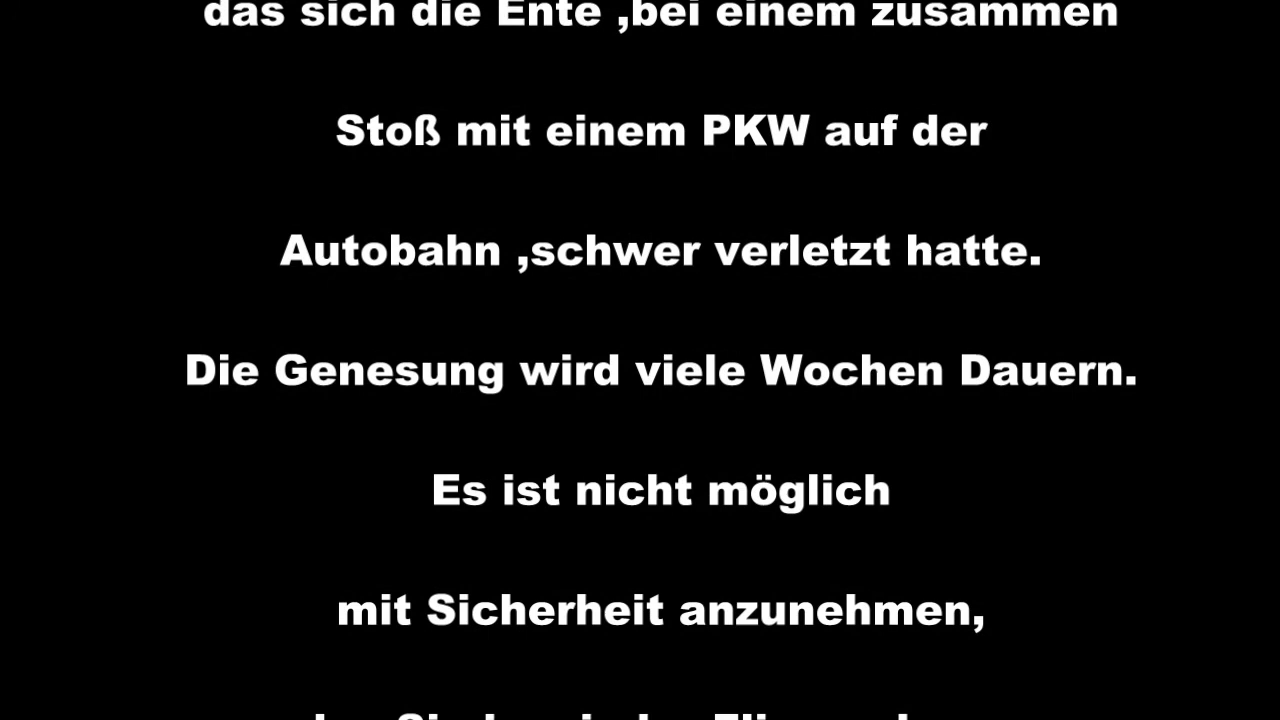 das sich die Ente ,bei einem zusammen
Stoß mit einem PKW auf der
Autobahn ,schwer verletzt hatte.
Die Genesung wird viele Wochen Dauern.
Es ist nicht möglich
mit Sicherheit anzunehmen,